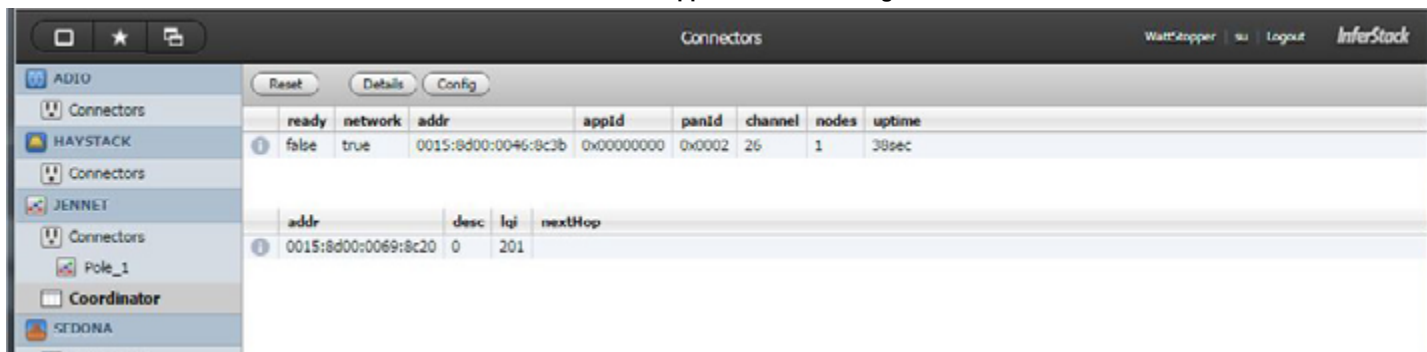 Connectors
WattStopper su Logout InferStack
ADIO
Connectors
HAYSTACK
Connectors
JENNET
Connectors
Pole_1
Coordinator
SEDONA
Reset Details Config
ready network addr appId panId channel nodes uptime
false true 0015:8d00:0046:8c3b 0x00000000 0x0002 26 1 38sec
addr desc lqi nextHop
0015:8d00:0069:8c20 0 201